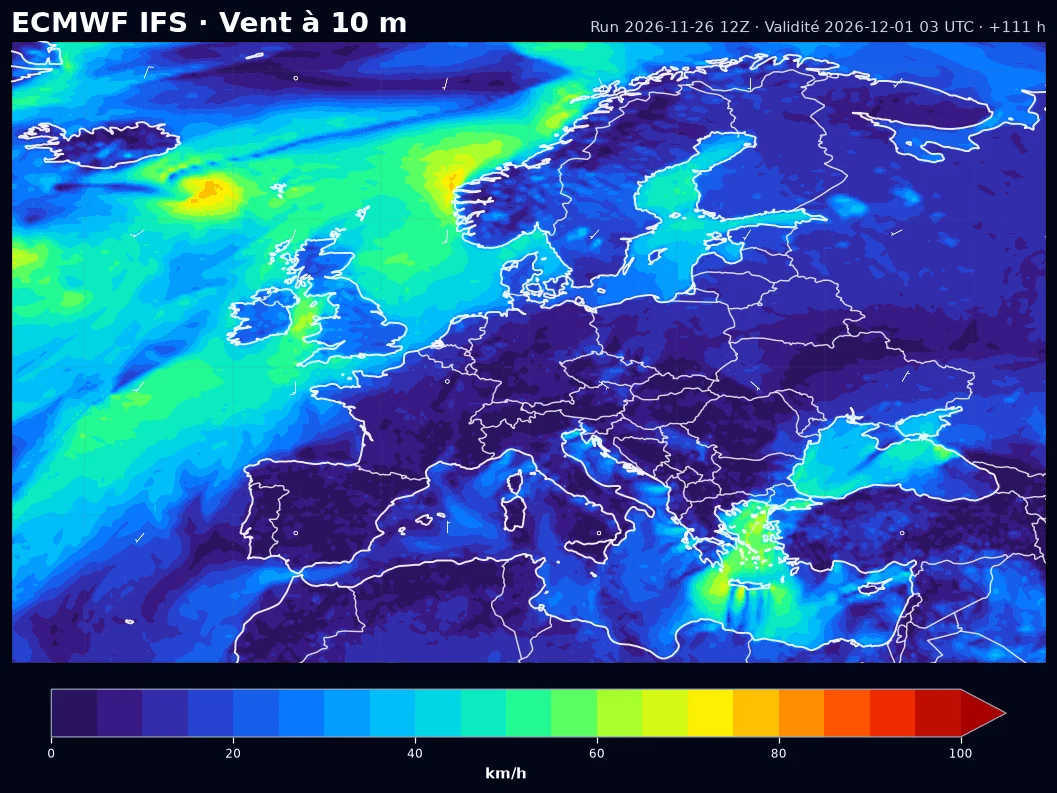 ECMWF IFS · Vent à 10 m
Run 2026-11-26 12Z · Validité 2026-12-01 03 UTC · +111 h
0 20 40 60 80 100
km/h